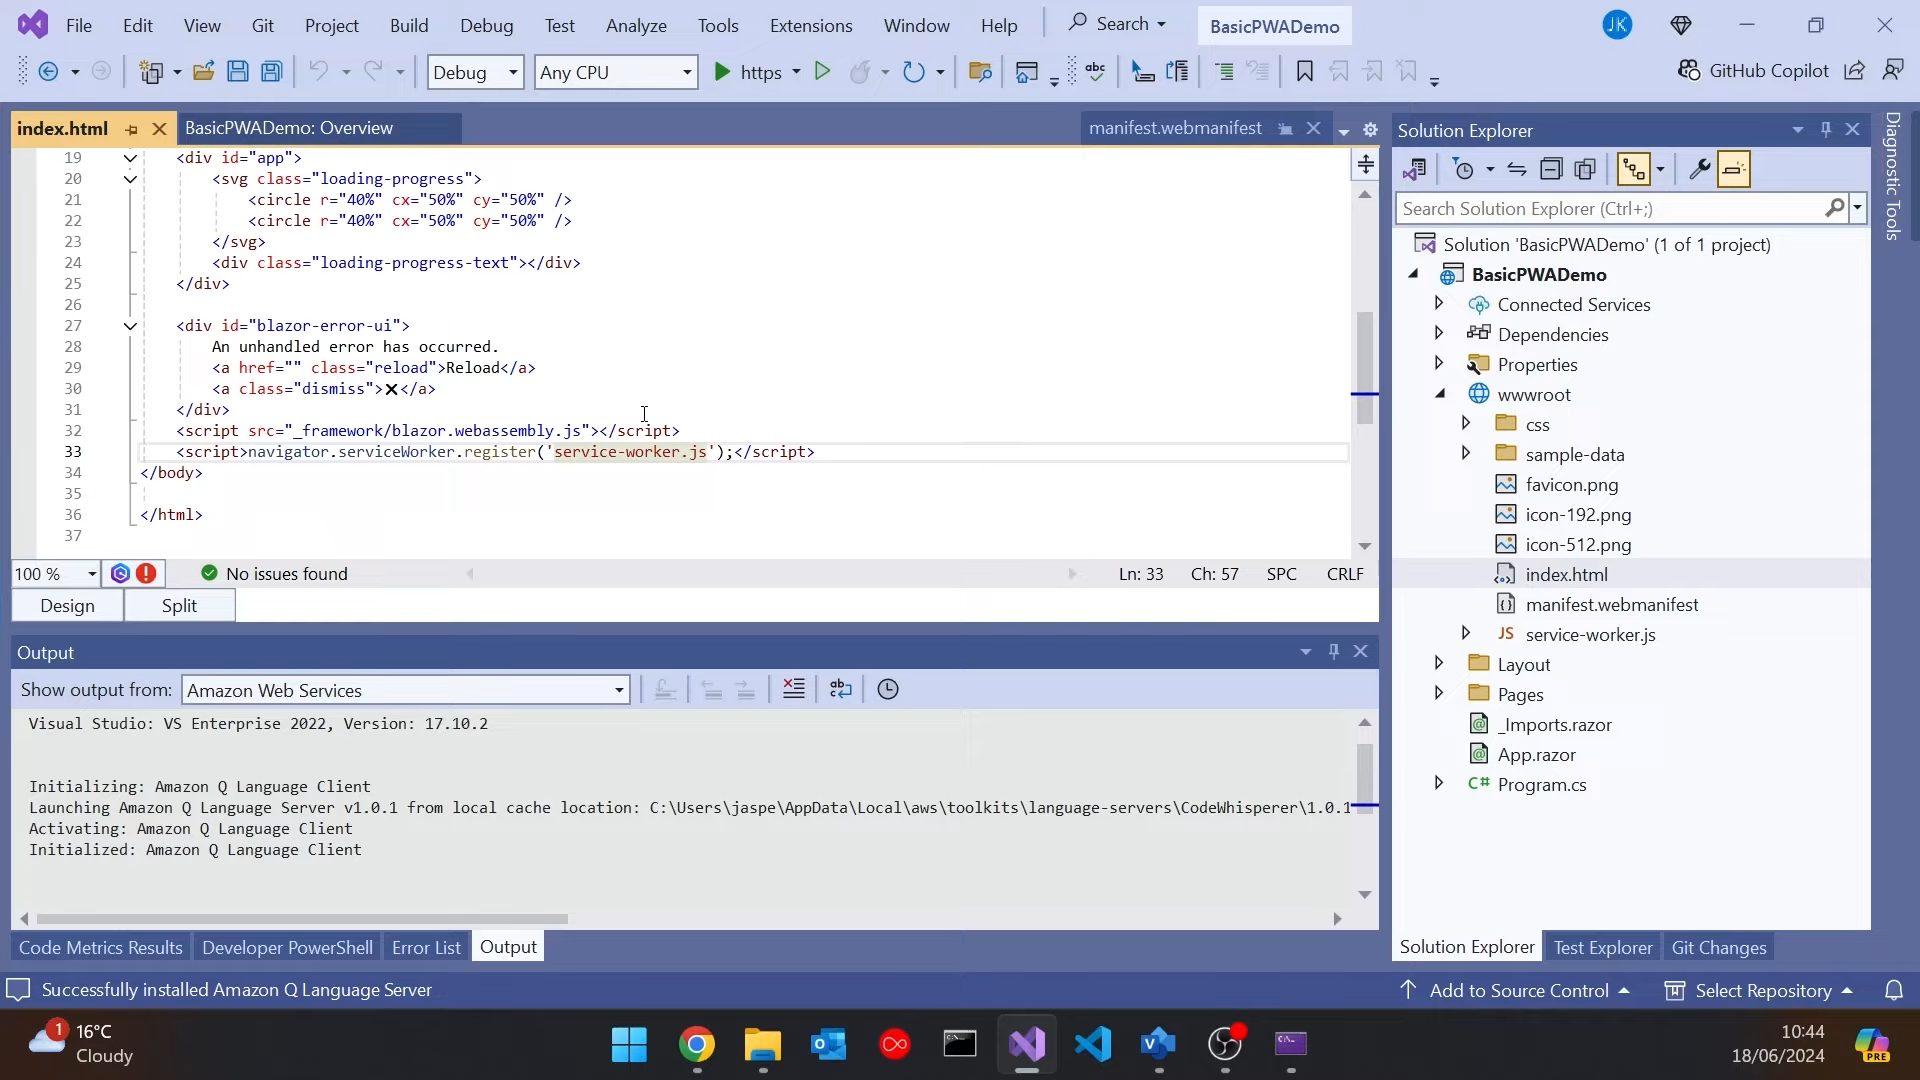 File Edit View Git Project Build Debug Test Analyze Tools Extensions Window Help Search BasicPWADemo JK
Debug Any CPU https abc GitHub Copilot
index.html BasicPWADemo: Overview manifest.webmanifest
19 <div id="app">
20 <svg class="loading-progress">
21 <circle r="40%" cx="50%" cy="50%" />
22 <circle r="40%" cx="50%" cy="50%" />
23 </svg>
24 <div class="loading-progress-text"></div>
25 </div>
26
27 <div id="blazor-error-ui">
28 An unhandled error has occurred.
29 <a href="" class="reload">Reload</a>
30 <a class="dismiss">🗙</a>
31 </div>
32 <script src="_framework/blazor.webassembly.js"></script>
33 <script>navigator.serviceWorker.register('service-worker.js');</script>
34 </body>
35
36 </html>
37
100 % No issues found Ln: 33 Ch: 57 SPC CRLF
Design Split
Output
Show output from: Amazon Web Services
Visual Studio: VS Enterprise 2022, Version: 17.10.2
Initializing: Amazon Q Language Client
Launching Amazon Q Language Server v1.0.1 from local cache location: C:\Users\jaspe\AppData\Local\aws\toolkits\language-servers\CodeWhisperer\1.0.1
Activating: Amazon Q Language Client
Initialized: Amazon Q Language Client
Code Metrics Results Developer PowerShell Error List Output
Solution Explorer
Search Solution Explorer (Ctrl+;)
Solution 'BasicPWADemo' (1 of 1 project)
BasicPWADemo
Connected Services
Dependencies
Properties
wwwroot
css
sample-data
favicon.png
icon-192.png
icon-512.png
index.html
manifest.webmanifest
JS service-worker.js
Layout
Pages
_Imports.razor
App.razor
C# Program.cs
Solution Explorer Test Explorer Git Changes
Diagnostic Tools
Successfully installed Amazon Q Language Server Add to Source Control Select Repository
1 16°C
Cloudy
10:44
18/06/2024
PRE